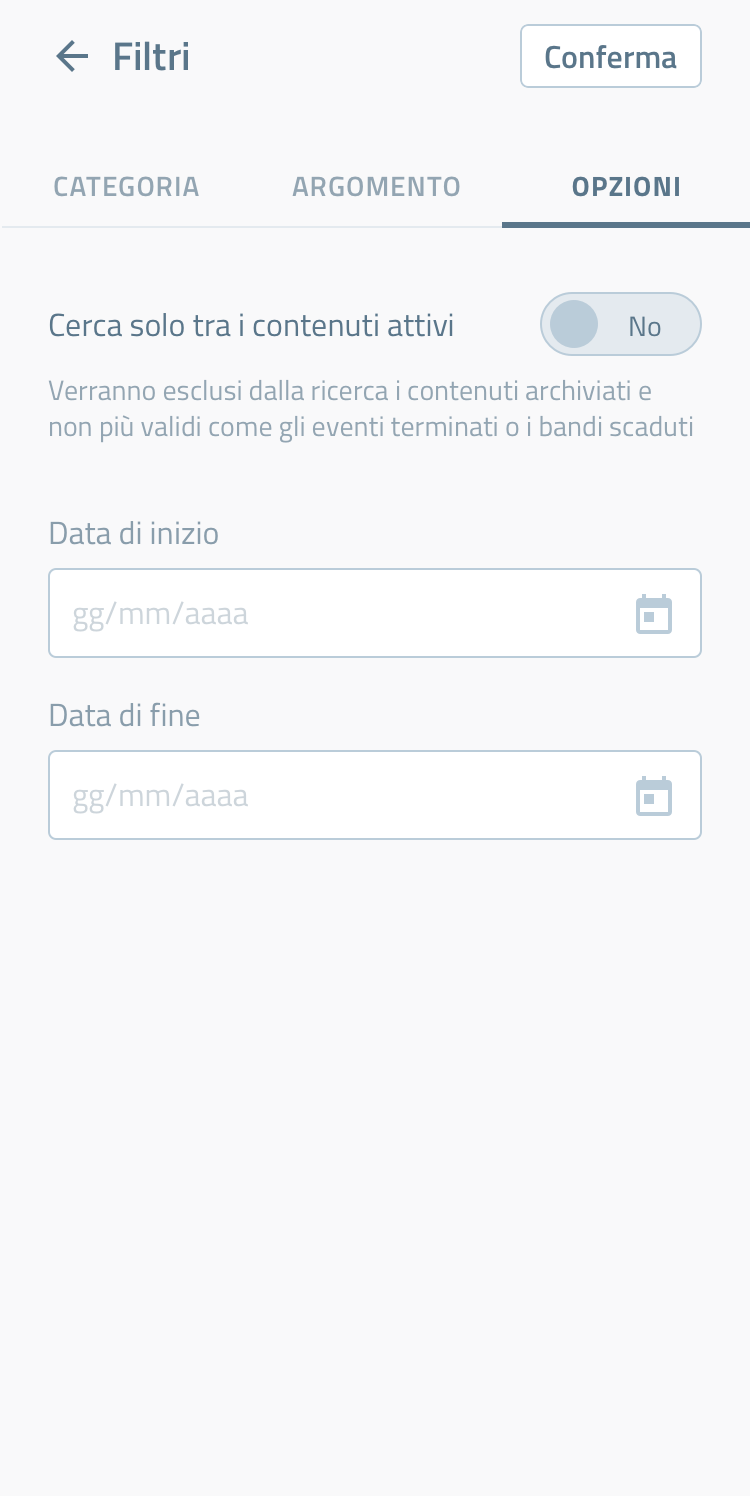 Filtri
Conferma
CATEGORIA
ARGOMENTO
OPZIONI
Cerca solo tra i contenuti attivi
No
Verranno esclusi dalla ricerca i contenuti archiviati e
non più validi come gli eventi terminati o i bandi scaduti
Data di inizio
gg/mm/aaaa
Data di fine
gg/mm/aaaa